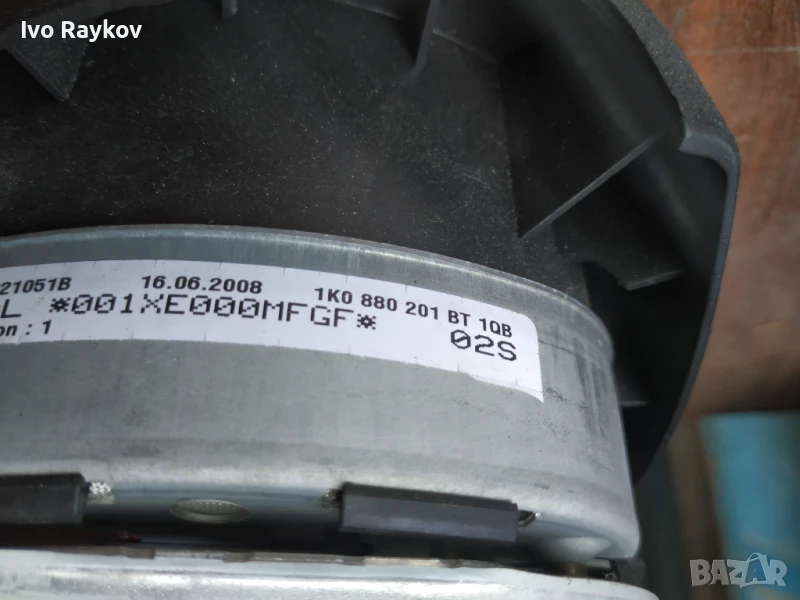 Ivo Raykov
21051B 16.06.2008 1K0 880 201 BT 1QB
L *001XE000MFGF* 02S
on : 1
BAZAR